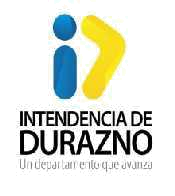 INTENDENCIA DE
DURAZNO
Un departamento que avanza